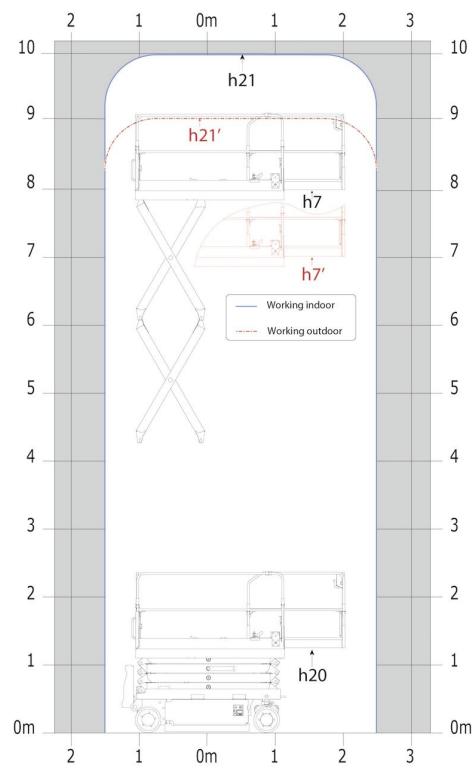 2 1 0m 1 2 3
10 10
h21
9 9
h21'
8 8
h7
7 7
h7'
Working indoor
6 6
Working outdoor
5 5
4 4
3 3
2 2
h20
1 1
0m 0m
2 1 0m 1 2 3